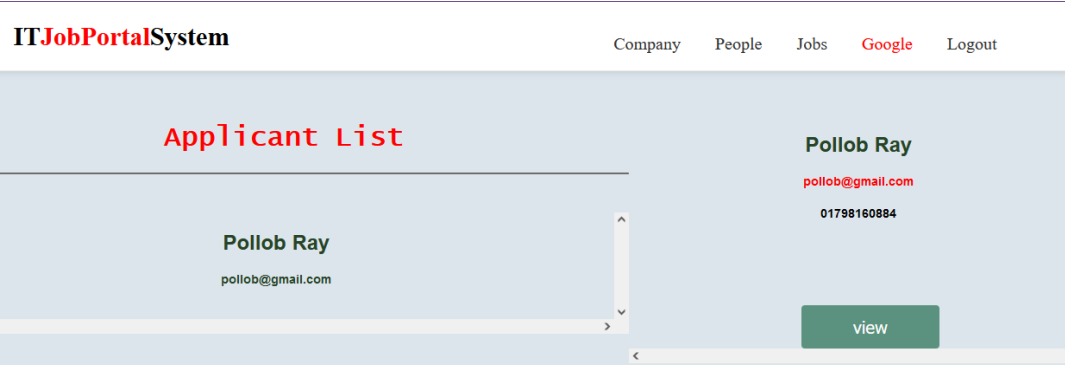 ITJobPortalSystem
Company People Jobs Google Logout
Applicant List
Pollob Ray
pollob@gmail.com
Pollob Ray
pollob@gmail.com
01798160884
view